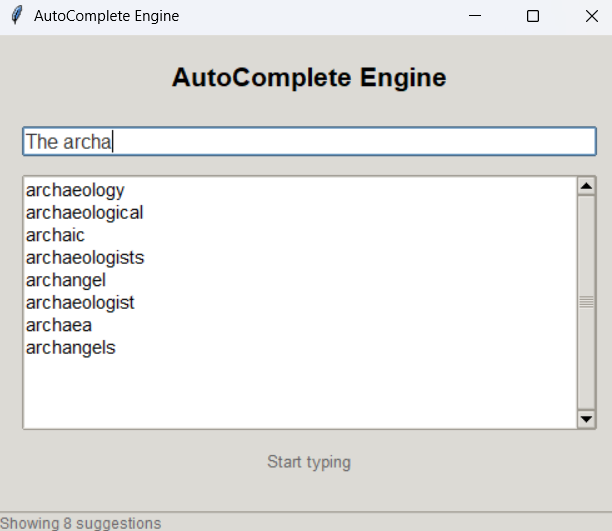 AutoComplete Engine
AutoComplete Engine
The archa
archaeology
archaeological
archaic
archaeologists
archangel
archaeologist
archaea
archangels
Start typing
Showing 8 suggestions